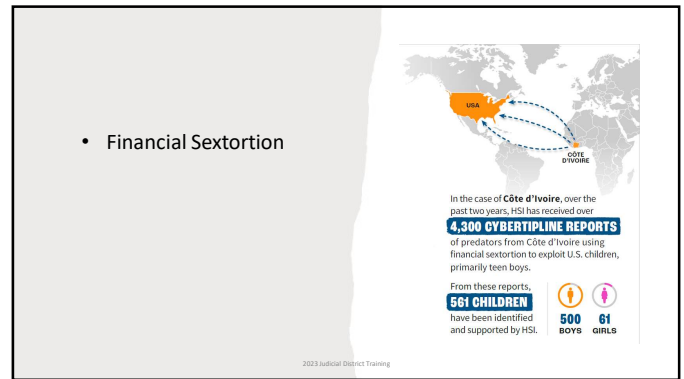 • Financial Sextortion
USA
CÔTE
D'IVOIRE
In the case of Côte d'Ivoire, over the
past two years, HSI has received over
4,300 CYBERTIPLINE REPORTS
of predators from Côte d'Ivoire using
financial sextortion to exploit U.S. children,
primarily teen boys.
From these reports,
561 CHILDREN
have been identified
and supported by HSI.
500
BOYS
61
GIRLS
2023 Judicial District Training